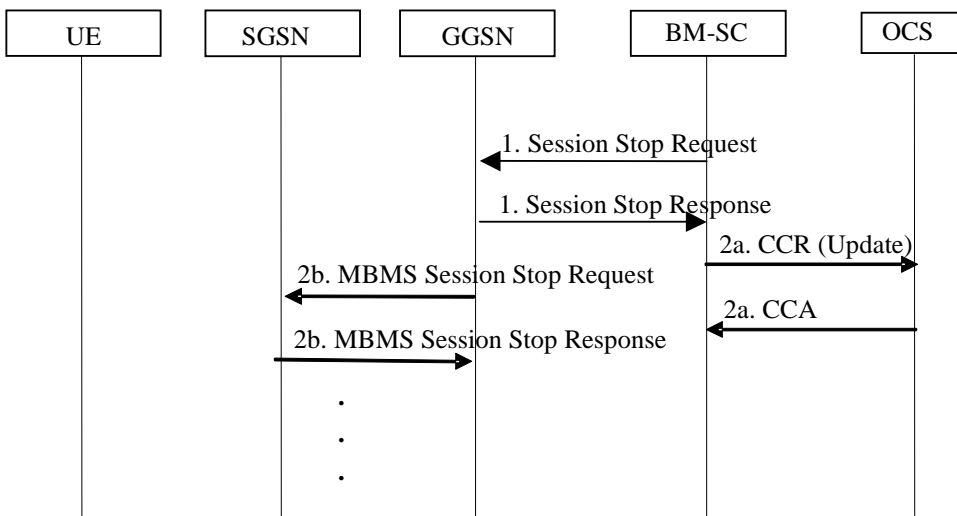 UE
SGSN
GGSN
BM-SC
OCS
1. Session Stop Request
1. Session Stop Response
2a. CCR (Update)
2b. MBMS Session Stop Request
2a. CCA
2b. MBMS Session Stop Response